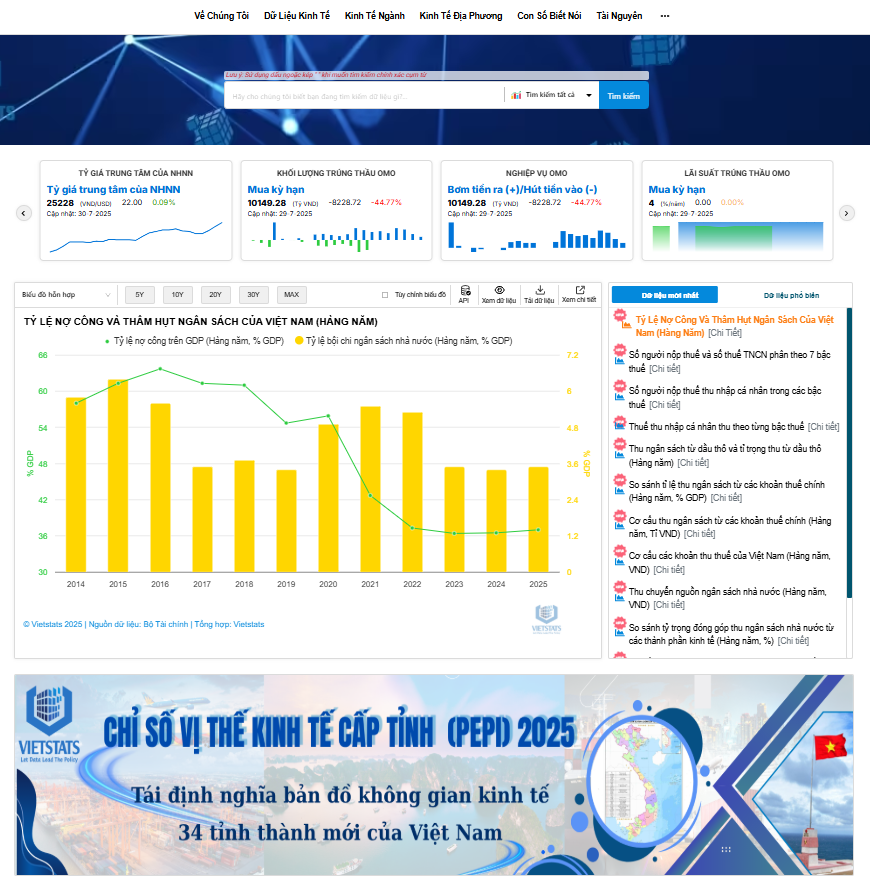 Về Chúng Tôi Dữ Liệu Kinh Tế Kinh Tế Ngành Kinh Tế Địa Phương Con Số Biết Nói Tài Nguyên ...
Lưu ý: Sử dụng dấu ngoặc kép " " khi muốn tìm kiếm chính xác cụm từ
Hãy cho chúng tôi biết bạn đang tìm kiếm dữ liệu gì?...
Tìm kiếm tất cả
Tìm kiếm
TỶ GIÁ TRUNG TÂM CỦA NHNN
Tỷ giá trung tâm của NHNN
25228 (VND/USD) 22.00 0.09%
Cập nhật: 30-7-2025
KHỐI LƯỢNG TRÚNG THẦU OMO
Mua kỳ hạn
10149.28 (Tỷ VND) -8228.72 -44.77%
Cập nhật: 29-7-2025
NGHIỆP VỤ OMO
Bơm tiền ra (+)/Hút tiền vào (-)
10149.28 (Tỷ VND) -8228.72 -44.77%
Cập nhật: 29-7-2025
LÃI SUẤT TRÚNG THẦU OMO
Mua kỳ hạn
4 (%/năm) 0.00 0.00%
Cập nhật: 29-7-2025
Biểu đồ hỗn hợp
5Y 10Y 20Y 30Y MAX
Tùy chỉnh biểu đồ
API
Xem dữ liệu
Tải dữ liệu
Xem chi tiết
TỶ LỆ NỢ CÔNG VÀ THÂM HỤT NGÂN SÁCH CỦA VIỆT NAM (HÀNG NĂM)
Tỷ lệ nợ công trên GDP (Hàng năm, % GDP) Tỷ lệ bội chi ngân sách nhà nước (Hàng năm, % GDP)
66 7.2
60 6
54 4.8
48 3.6
42 2.4
36 1.2
30 0
% GDP
% GDP
2014 2015 2016 2017 2018 2019 2020 2021 2022 2023 2024 2025
© Vietstats 2025 | Nguồn dữ liệu: Bộ Tài chính | Tổng hợp: Vietstats
VIETSTATS
Dữ liệu mới nhất
Dữ liệu phổ biến
Tỷ Lệ Nợ Công Và Thâm Hụt Ngân Sách Của Việt
Nam (Hàng Năm) [Chi Tiết]
Số người nộp thuế và số thuế TNCN phân theo 7 bậc
thuế [Chi tiết]
Số người nộp thuế thu nhập cá nhân trong các bậc
thuế [Chi tiết]
Thuế thu nhập cá nhân thu theo từng bậc thuế [Chi tiết]
Thu ngân sách từ dầu thô và tỉ trọng thu từ dầu thô
(Hàng năm) [Chi tiết]
So sánh tỉ lệ thu ngân sách từ các khoản thuế chính
(Hàng năm, % GDP) [Chi tiết]
Cơ cấu thu ngân sách từ các khoản thuế chính (Hàng
năm, Tỉ VND) [Chi tiết]
Cơ cấu các khoản thu thuế của Việt Nam (Hàng năm,
VND) [Chi tiết]
Thu chuyển nguồn ngân sách nhà nước (Hàng năm,
VND) [Chi tiết]
So sánh tỷ trọng đóng góp thu ngân sách nhà nước từ
các thành phần kinh tế (Hàng năm, %) [Chi tiết]
VIETSTATS
Let Data Lead The Policy
CHỈ SỐ VỊ THẾ KINH TẾ CẤP TỈNH (PEPI) 2025
Tái định nghĩa bản đồ không gian kinh tế
34 tỉnh thành mới của Việt Nam